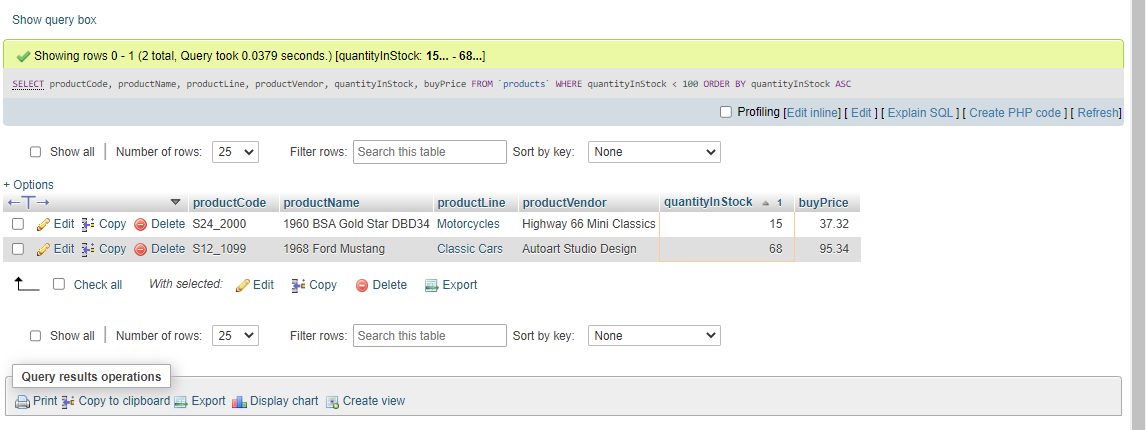 Show query box
Showing rows 0 - 1 (2 total, Query took 0.0379 seconds.) [quantityInStock: 15... - 68...]
SELECT productCode, productName, productLine, productVendor, quantityInStock, buyPrice FROM `products` WHERE quantityInStock < 100 ORDER BY quantityInStock ASC
Profiling [Edit inline] [ Edit ] [ Explain SQL ] [ Create PHP code ] [ Refresh]
Show all Number of rows: 25 Filter rows: Search this table Sort by key: None
+ Options
←T→ productCode productName productLine productVendor quantityInStock 1 buyPrice
Edit Copy Delete S24_2000 1960 BSA Gold Star DBD34 Motorcycles Highway 66 Mini Classics 15 37.32
Edit Copy Delete S12_1099 1968 Ford Mustang Classic Cars Autoart Studio Design 68 95.34
Check all With selected: Edit Copy Delete Export
Show all Number of rows: 25 Filter rows: Search this table Sort by key: None
Query results operations
Print Copy to clipboard Export Display chart Create view